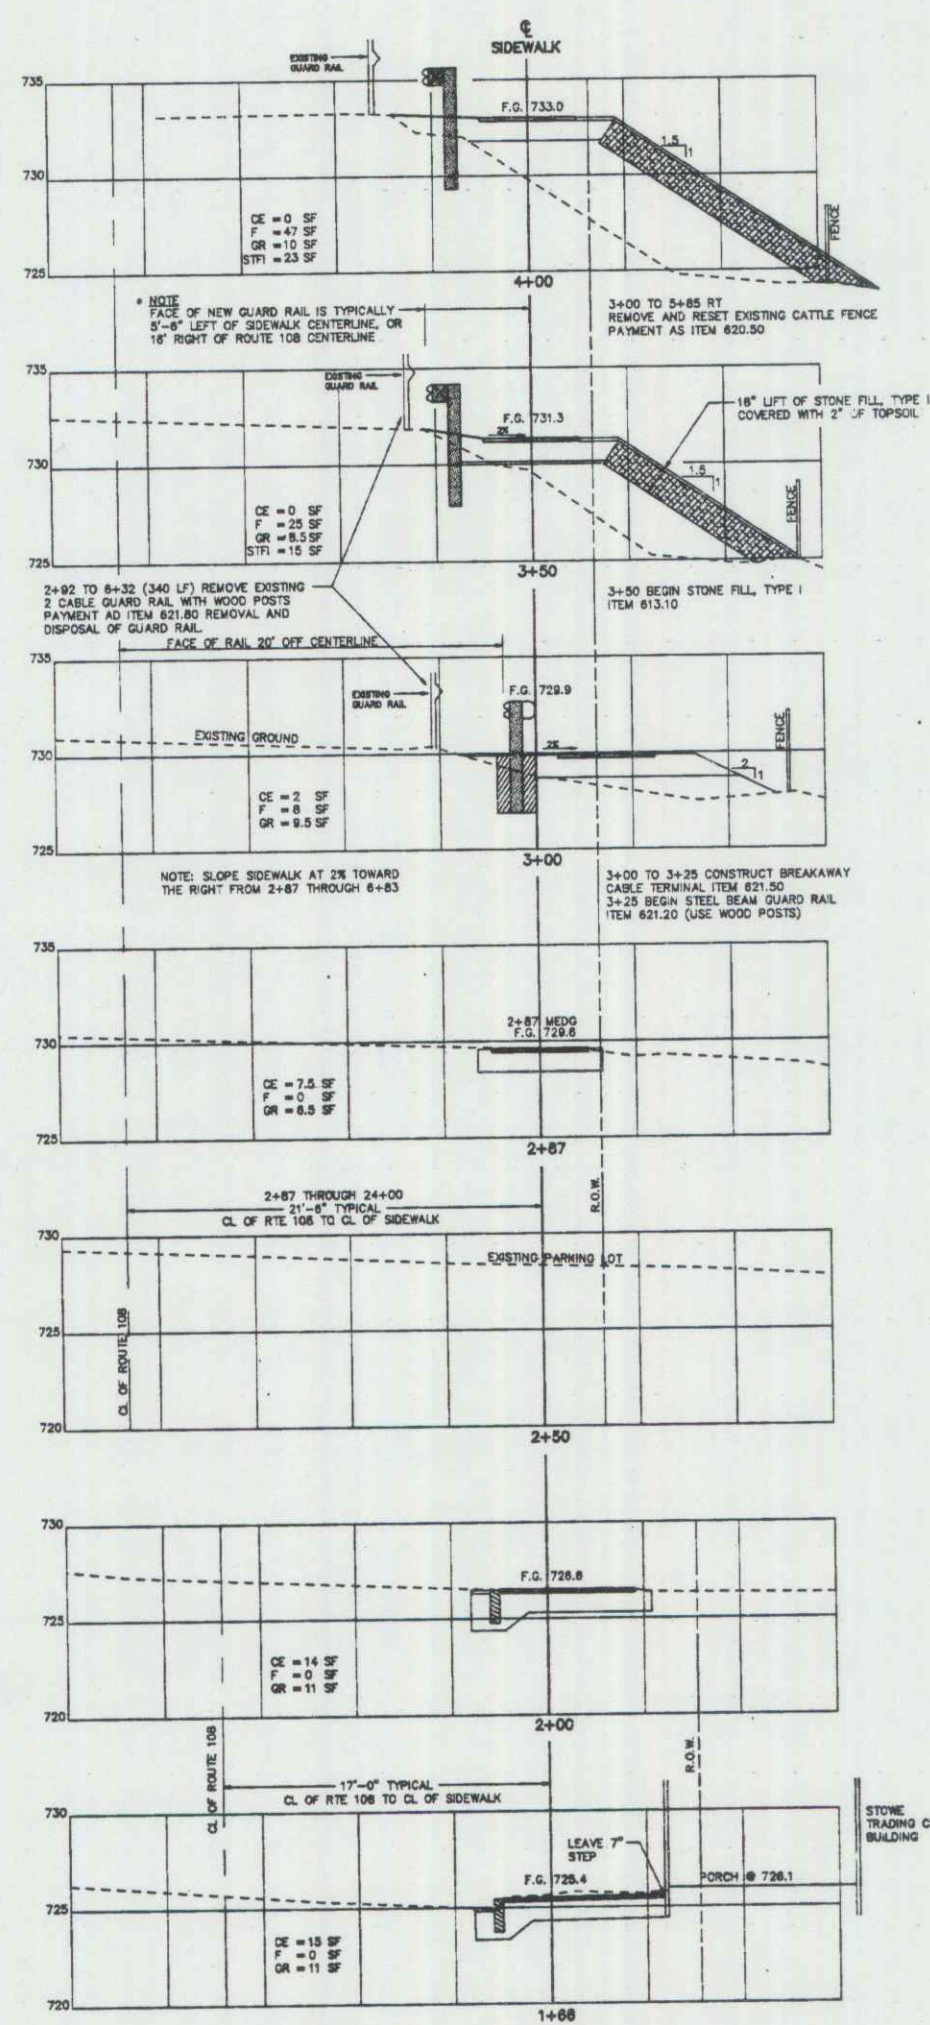 ℄
SIDEWALK
EXISTING
GUARD RAIL
735
F.G. 733.0
1.5
1
730
CE = 0 SF
F = 47 SF
GR = 10 SF
STFI = 23 SF
FENCE
725
4+00
* NOTE
FACE OF NEW GUARD RAIL IS TYPICALLY
5'-6" LEFT OF SIDEWALK CENTERLINE, OR
16' RIGHT OF ROUTE 108 CENTERLINE
3+00 TO 5+85 RT
REMOVE AND RESET EXISTING CATTLE FENCE
PAYMENT AS ITEM 620.50
735
EXISTING
GUARD RAIL
F.G. 731.3
2%
18" LIFT OF STONE FILL, TYPE I
COVERED WITH 2" OF TOPSOIL
730
1.5
1
CE = 0 SF
F = 25 SF
GR = 8.5 SF
STFI = 15 SF
FENCE
725
3+50
2+92 TO 6+32 (340 LF) REMOVE EXISTING
2 CABLE GUARD RAIL WITH WOOD POSTS
PAYMENT AD ITEM 621.80 REMOVAL AND
DISPOSAL OF GUARD RAIL.
3+50 BEGIN STONE FILL, TYPE I
ITEM 613.10
FACE OF RAIL 20' OFF CENTERLINE
735
EXISTING
GUARD RAIL
F.G. 729.9
EXISTING GROUND
2%
FENCE
730
2
1
CE = 2 SF
F = 8 SF
GR = 9.5 SF
725
3+00
NOTE: SLOPE SIDEWALK AT 2% TOWARD
THE RIGHT FROM 2+87 THROUGH 6+83
3+00 TO 3+25 CONSTRUCT BREAKAWAY
CABLE TERMINAL ITEM 621.50
3+25 BEGIN STEEL BEAM GUARD RAIL
ITEM 621.20 (USE WOOD POSTS)
735
2+87 MEDG
F.G. 729.6
730
CE = 7.5 SF
F = 0 SF
GR = 6.5 SF
725
2+87
2+87 THROUGH 24+00
21'-6" TYPICAL
CL OF RTE 108 TO CL OF SIDEWALK
R.O.W.
730
EXISTING PARKING LOT
725
CL OF ROUTE 108
720
2+50
730
F.G. 726.6
725
CE = 14 SF
F = 0 SF
GR = 11 SF
720
2+00
CL OF ROUTE 108
17'-0" TYPICAL
CL OF RTE 108 TO CL OF SIDEWALK
R.O.W.
730
LEAVE 7"
STEP
STOWE
TRADING C
BUILDING
F.G. 725.4
PORCH @ 726.1
725
CE = 15 SF
F = 0 SF
GR = 11 SF
720
1+66